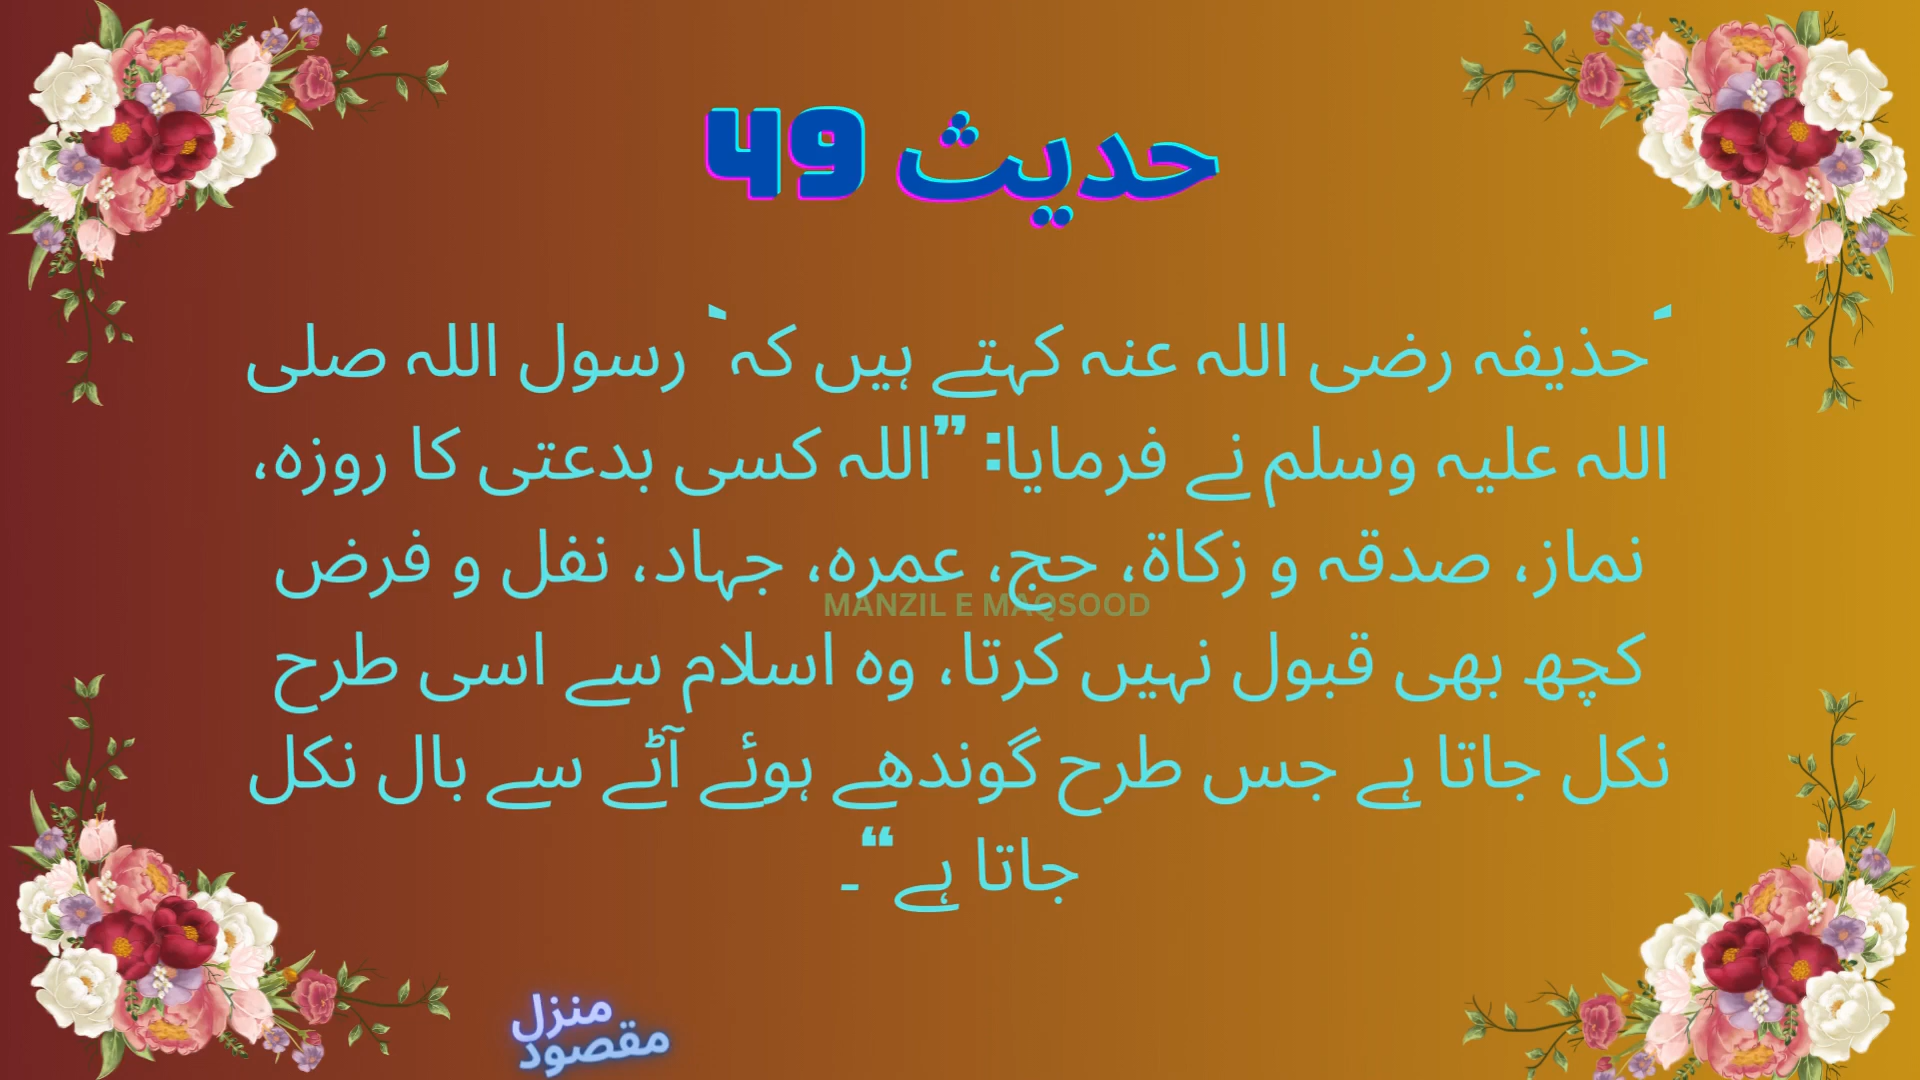 حدیث 49
´حذیفہ رضی اللہ عنہ کہتے ہیں کہ` رسول اللہ صلی
اللہ علیہ وسلم نے فرمایا: ”اللہ کسی بدعتی کا روزہ،
نماز، صدقہ و زکاة، حج، عمرہ، جہاد، نفل و فرض
MANZIL E MAQSOOD
کچھ بھی قبول نہیں کرتا، وہ اسلام سے اسی طرح
نکل جاتا ہے جس طرح گوندھے ہوئے آٹے سے بال نکل
جاتا ہے“۔
منزل
مقصود